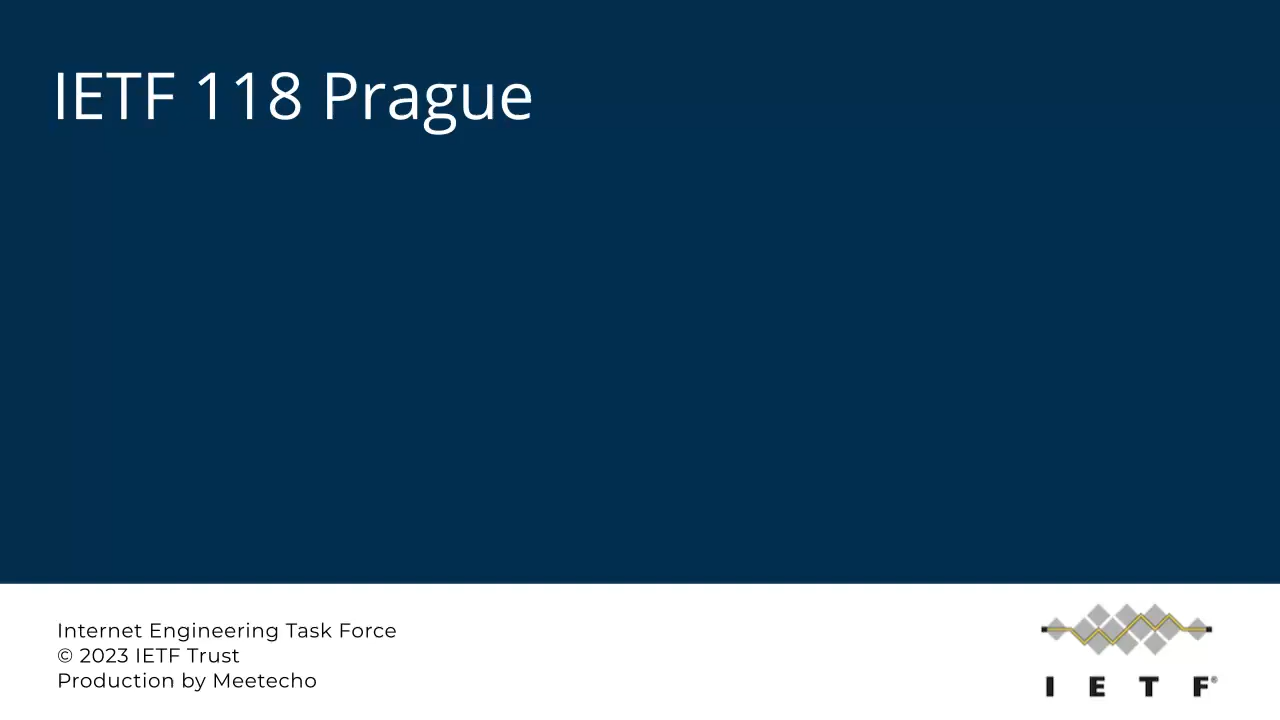 IETF 118 Prague
Internet Engineering Task Force
© 2023 IETF Trust
Production by Meetecho
I E T F®